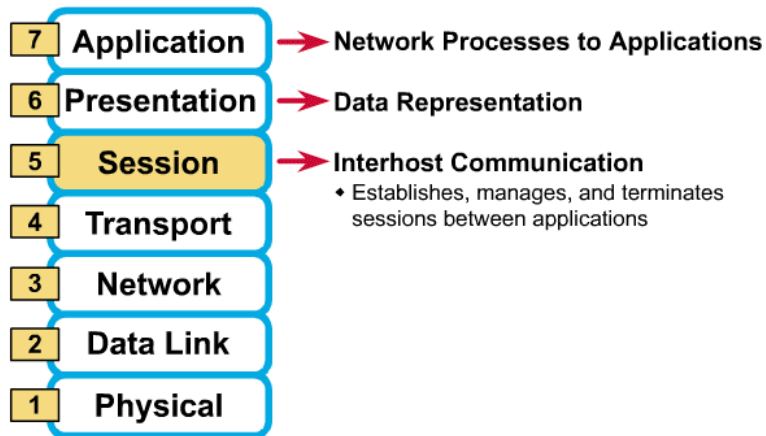 7 Application Network Processes to Applications
6 Presentation Data Representation
5 Session Interhost Communication
◆ Establishes, manages, and terminates
sessions between applications
4 Transport
3 Network
2 Data Link
1 Physical